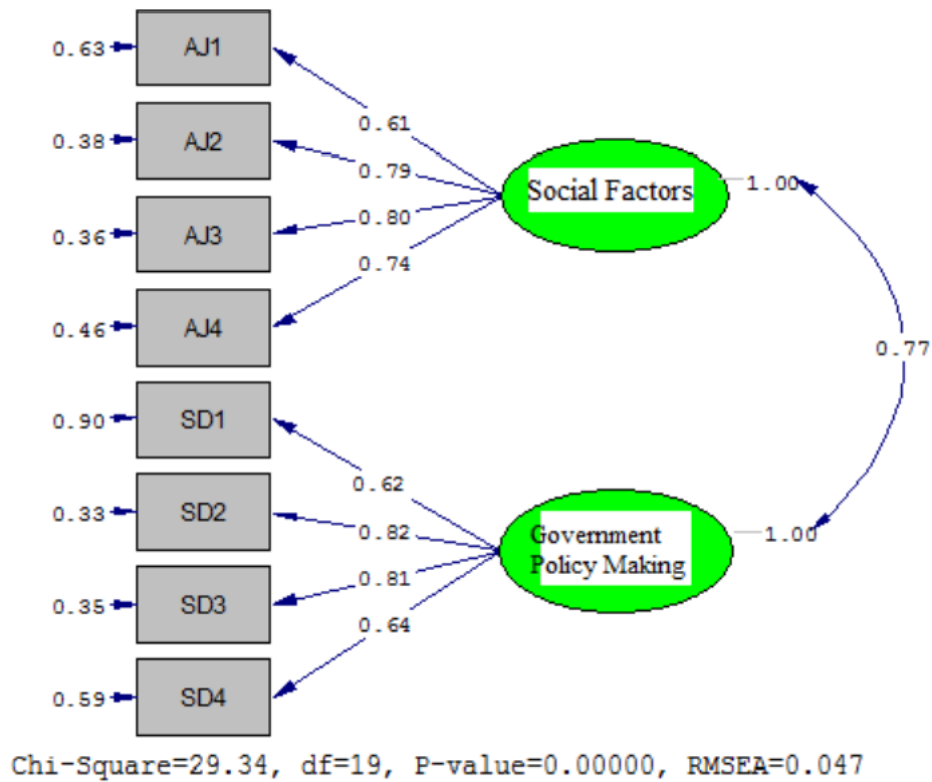 0.63
AJ1
0.61
0.38
AJ2
0.79
Social Factors
1.00
0.36
AJ3
0.80
0.46
AJ4
0.74
0.77
0.90
SD1
0.62
0.33
SD2
0.82
Government
Policy Making
1.00
0.35
SD3
0.81
0.59
SD4
0.64
Chi-Square=29.34, df=19, P-value=0.00000, RMSEA=0.047